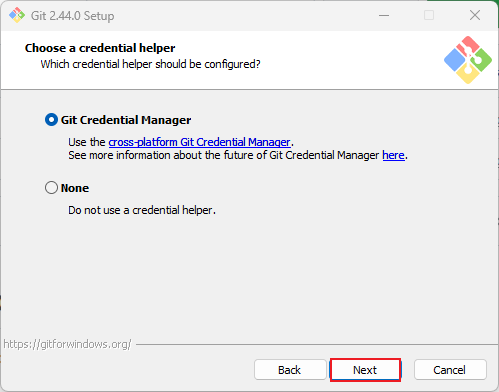 Git 2.44.0 Setup
Choose a credential helper
Which credential helper should be configured?
Git Credential Manager
Use the cross-platform Git Credential Manager.
See more information about the future of Git Credential Manager here.
None
Do not use a credential helper.
https://gitforwindows.org/
Back Next Cancel